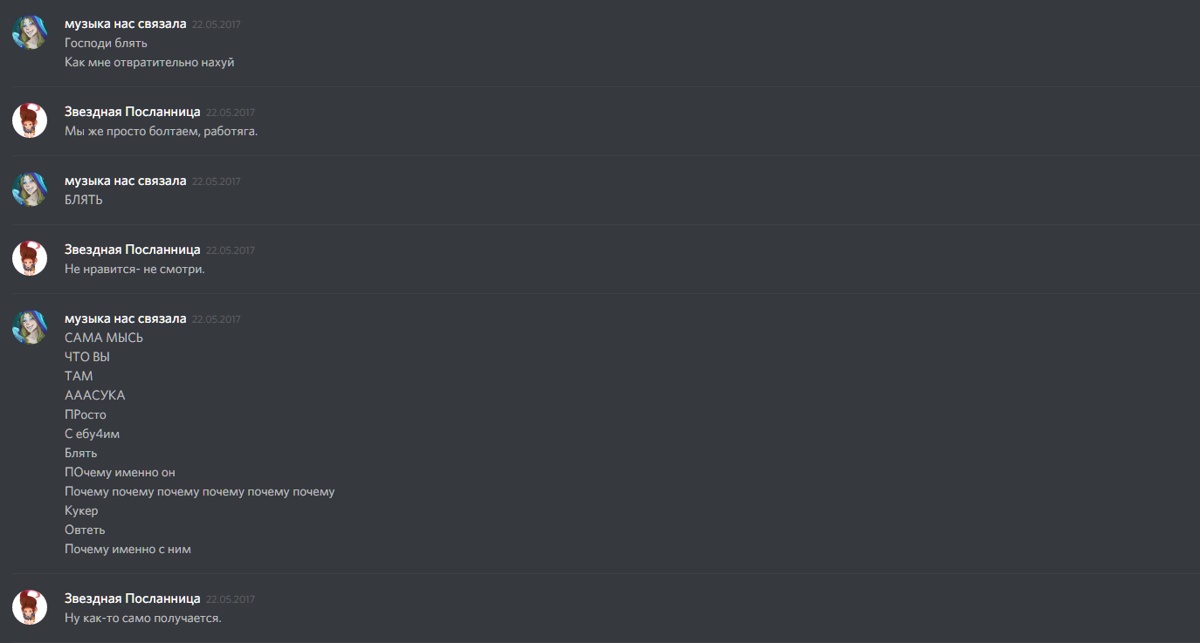 музыка нас связала 22.05.2017
Господи блять
Как мне отвратительно нахуй
Звездная Посланница 22.05.2017
Мы же просто болтаем, работяга.
музыка нас связала 22.05.2017
БЛЯТЬ
Звездная Посланница 22.05.2017
Не нравится- не смотри.
музыка нас связала 22.05.2017
САМА МЫСЬ
ЧТО ВЫ
ТАМ
АААСУКА
ПРосто
С ебу4им
Блять
ПОчему именно он
Почему почему почему почему почему почему
Кукер
Овтеть
Почему именно с ним
Звездная Посланница 22.05.2017
Ну как-то само получается.